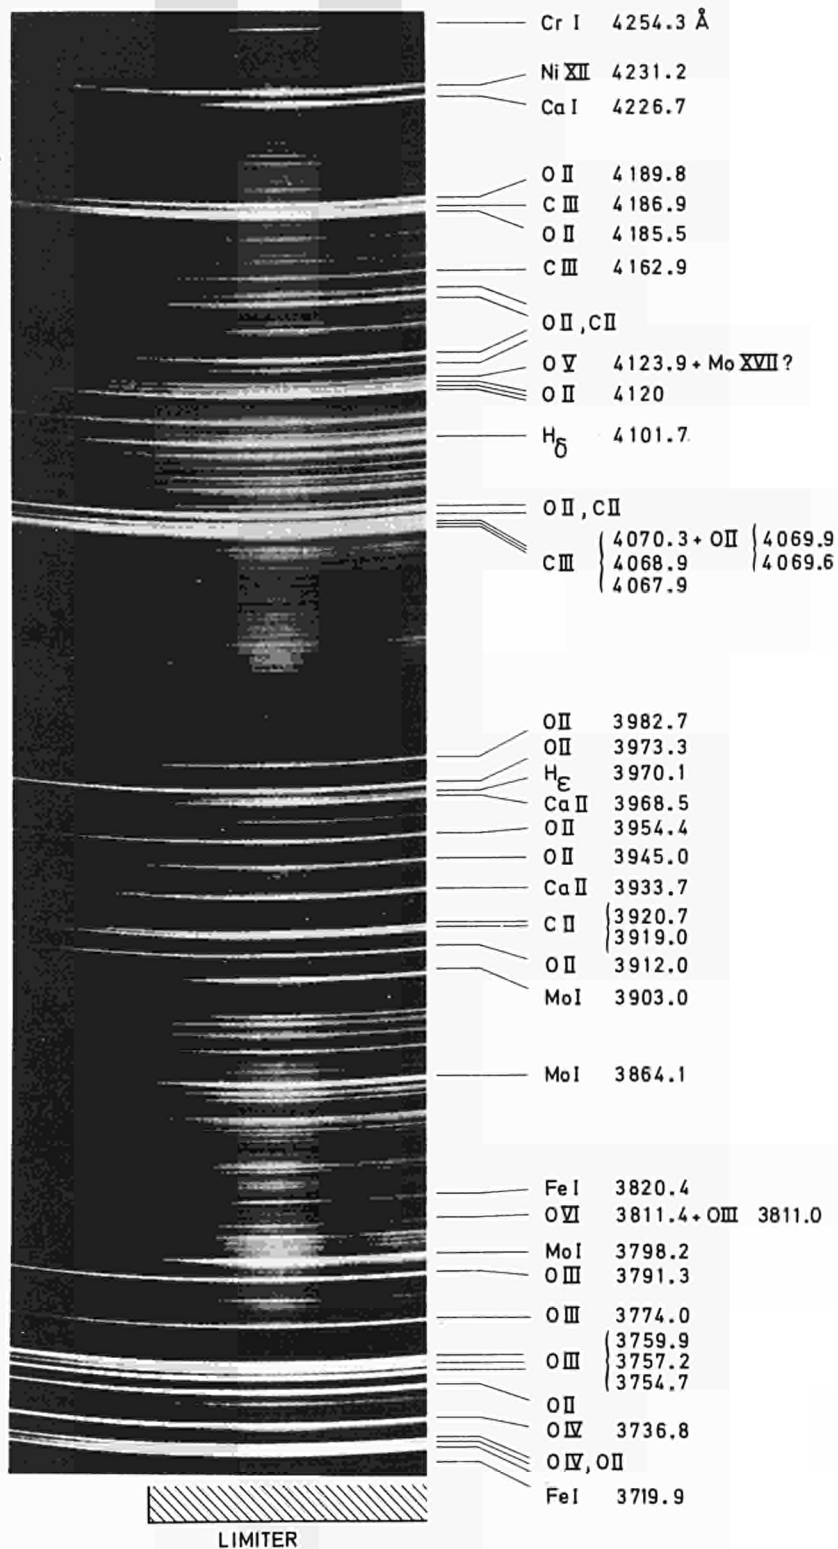 Cr I 4254.3 Å
Ni XII 4231.2
Ca I 4226.7
O II 4189.8
C III 4186.9
O II 4185.5
C III 4162.9
O II , C II
O V 4123.9 + Mo XVII ?
O II 4120
Hδ 4101.7
O II , C II
4070.3 + O II 4069.9
C III 4068.9 4069.6
4067.9
O II 3982.7
O II 3973.3
Hε 3970.1
Ca II 3968.5
O II 3954.4
O II 3945.0
Ca II 3933.7
C II 3920.7
3919.0
O II 3912.0
Mo I 3903.0
Mo I 3864.1
Fe I 3820.4
O VI 3811.4 + O III 3811.0
Mo I 3798.2
O III 3791.3
O III 3774.0
3759.9
O III 3757.2
3754.7
O II
O IV 3736.8
O IV, O II
Fe I 3719.9
LIMITER